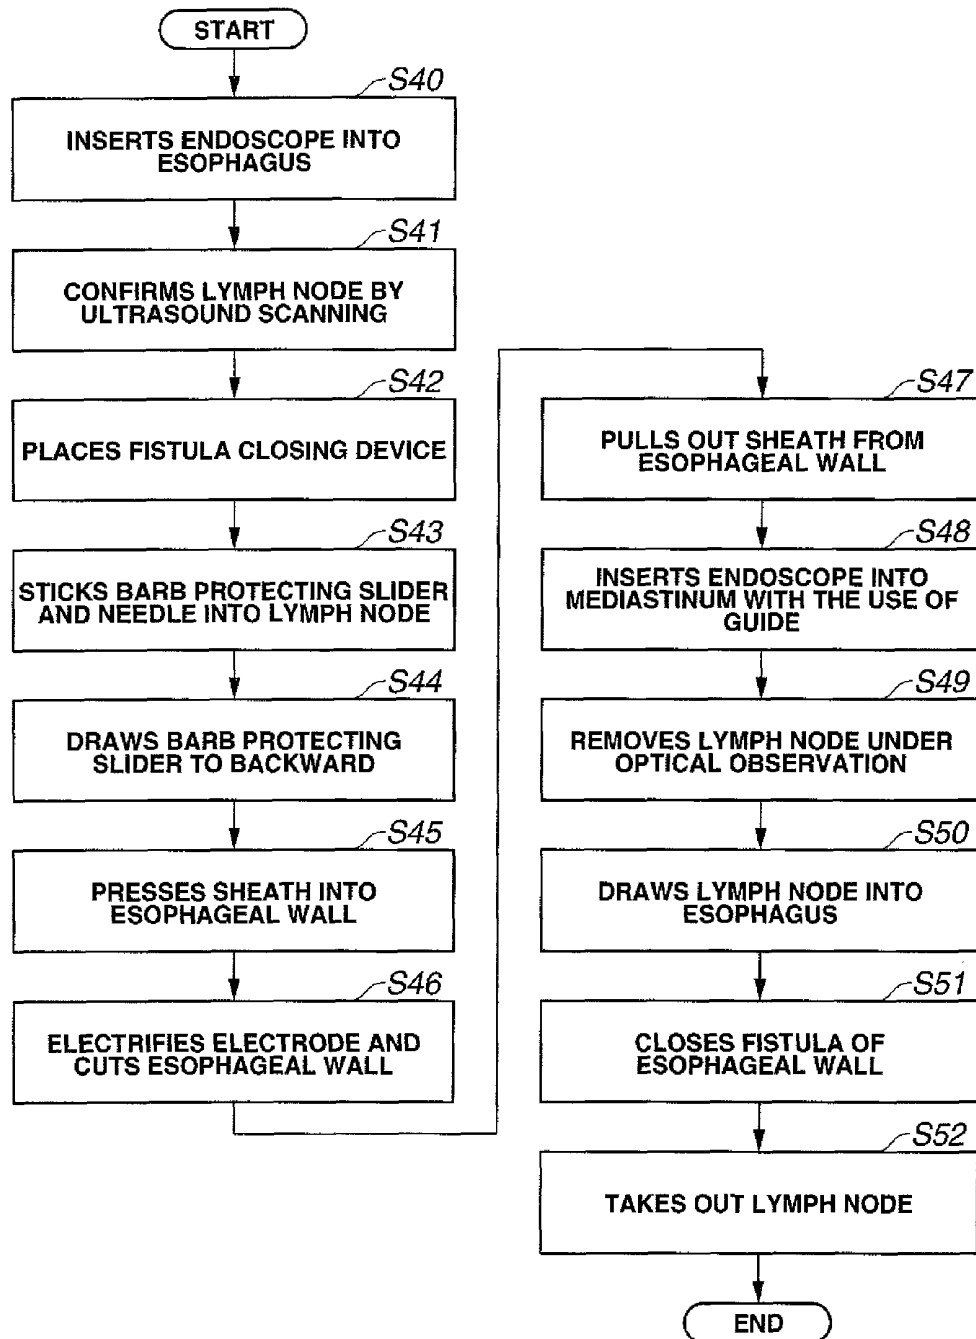 START
S40
INSERTS ENDOSCOPE INTO
ESOPHAGUS
S41
CONFIRMS LYMPH NODE BY
ULTRASOUND SCANNING
S42
PLACES FISTULA CLOSING DEVICE
S43
STICKS BARB PROTECTING SLIDER
AND NEEDLE INTO LYMPH NODE
S44
DRAWS BARB PROTECTING
SLIDER TO BACKWARD
S45
PRESSES SHEATH INTO
ESOPHAGEAL WALL
S46
ELECTRIFIES ELECTRODE AND
CUTS ESOPHAGEAL WALL
S47
PULLS OUT SHEATH FROM
ESOPHAGEAL WALL
S48
INSERTS ENDOSCOPE INTO
MEDIASTINUM WITH THE USE OF
GUIDE
S49
REMOVES LYMPH NODE UNDER
OPTICAL OBSERVATION
S50
DRAWS LYMPH NODE INTO
ESOPHAGUS
S51
CLOSES FISTULA OF
ESOPHAGEAL WALL
S52
TAKES OUT LYMPH NODE
END